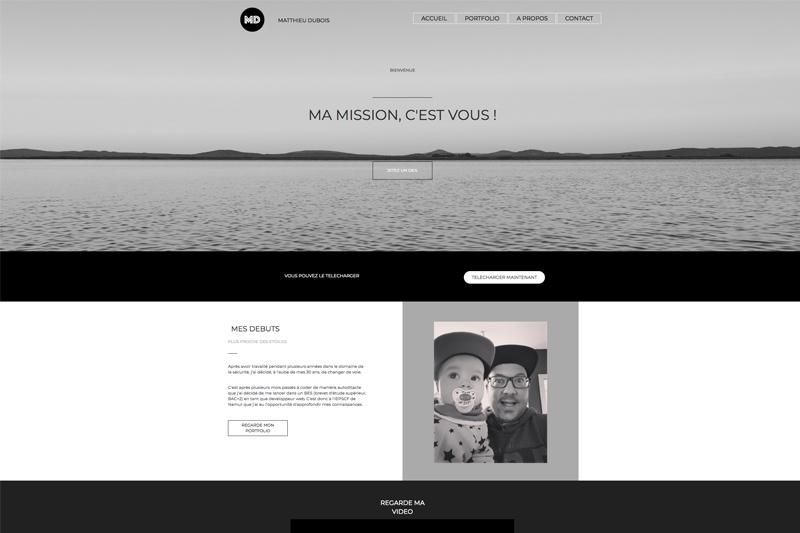 MD
MATTHIEU DUBOIS
ACCUEIL PORTFOLIO A PROPOS CONTACT
BIENVENUE
MA MISSION, C'EST VOUS !
JETEZ UN OEIL
VOUS POUVEZ LE TELECHARGER
TELECHARGER MAINTENANT
MES DEBUTS
PLUS PROCHE DES ETOILES
Après avoir travaillé pendant plusieurs années dans le domaine de
la sécurité, j'ai décidé, à l'aube de mes 30 ans, de changer de voie.
C'est après plusieurs mois passés à coder de manière autodidacte
que j'ai décidé de me lancer dans un BES (brevet d'étude supérieur,
BAC+2) en tant que développeur web. C'est donc à l'IEPSCF de
Namur que j'ai eu l'opportunité d'approfondir mes connaissances.
REGARDE MON
PORTFOLIO
REGARDE MA
VIDEO